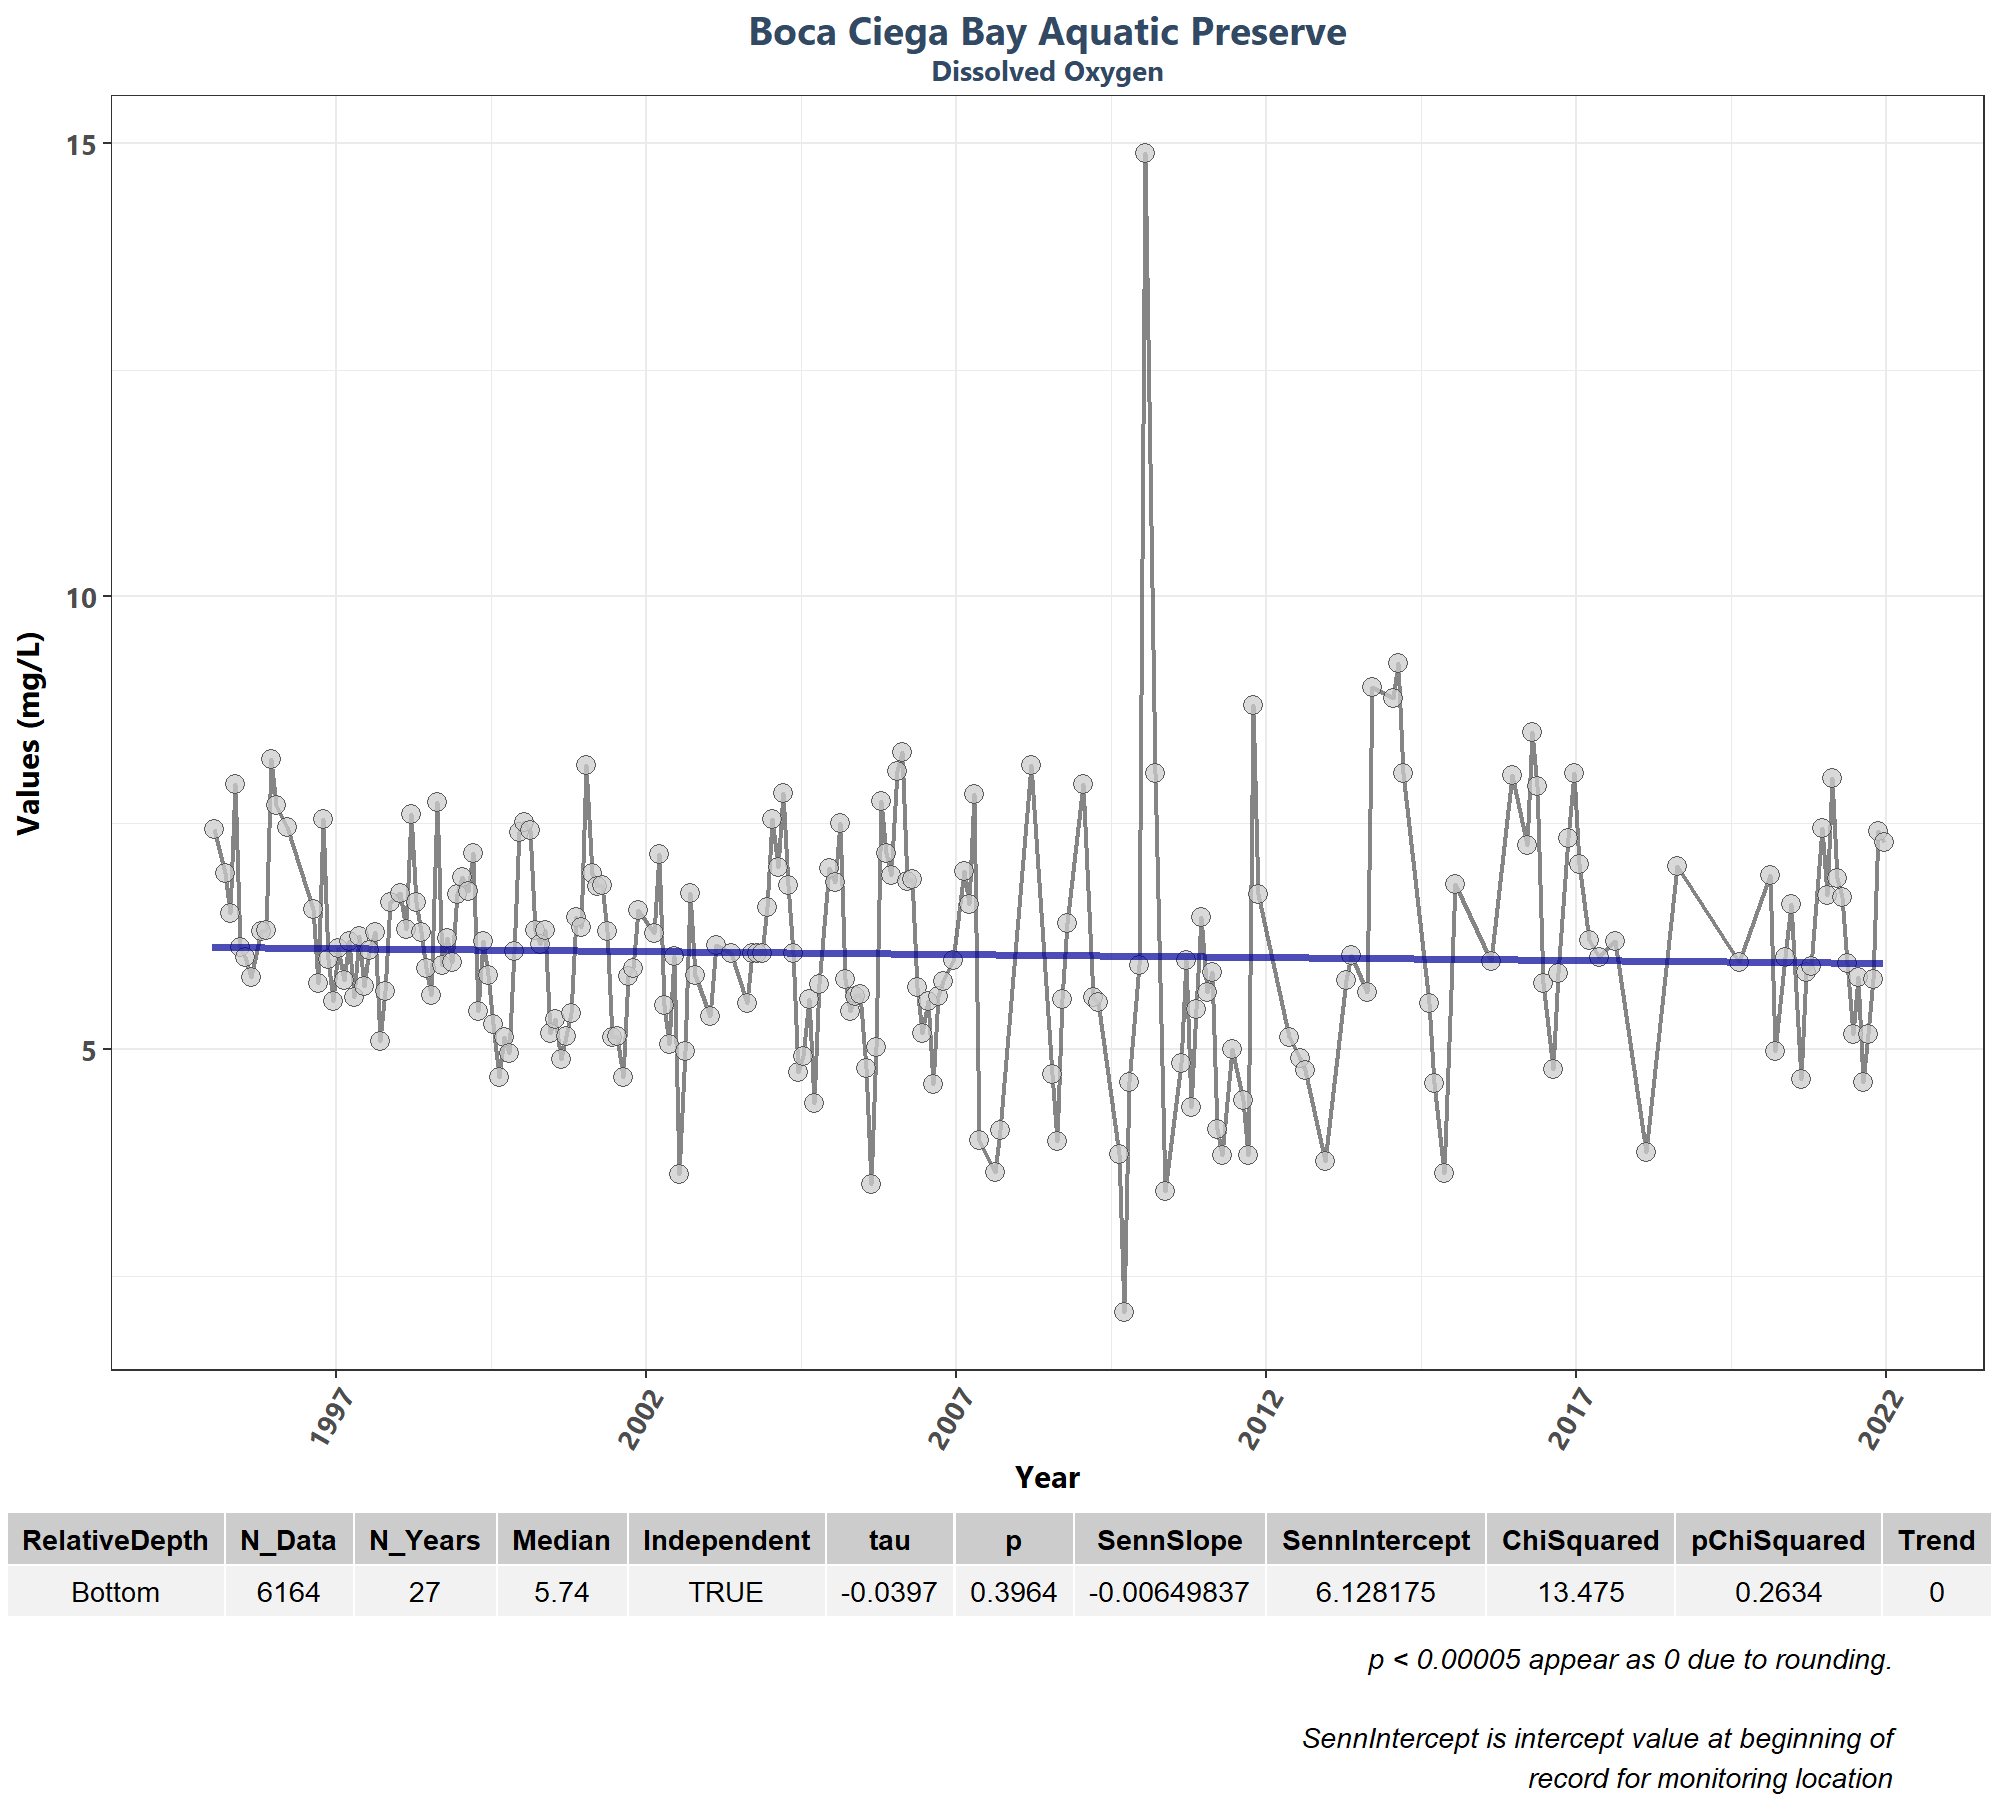 Boca Ciega Bay Aquatic Preserve
Dissolved Oxygen
15
10
5
Values (mg/L)
1997 2002 2007 2012 2017 2022
Year
RelativeDepth N_Data N_Years Median Independent tau p SennSlope SennIntercept ChiSquared pChiSquared Trend
Bottom 6164 27 5.74 TRUE -0.0397 0.3964 -0.00649837 6.128175 13.475 0.2634 0
p < 0.00005 appear as 0 due to rounding.
SennIntercept is intercept value at beginning of
record for monitoring location